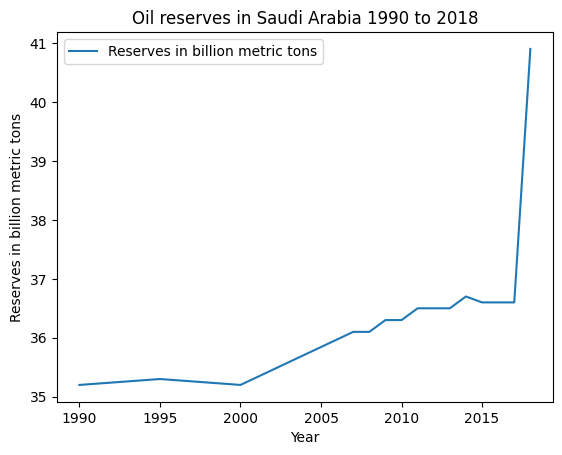 Oil reserves in Saudi Arabia 1990 to 2018
Reserves in billion metric tons
41
40
39
38
37
36
35
Reserves in billion metric tons
1990 1995 2000 2005 2010 2015
Year